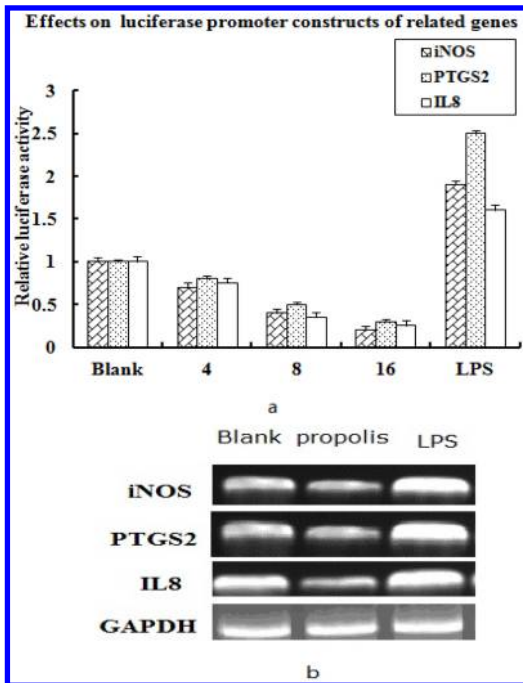 Effects on luciferase promoter constructs of related genes
iNOS
PTGS2
IL8
Relative luciferase activity
3
2.5
2
1.5
1
0.5
0
Blank 4 8 16 LPS
a
Blank propolis LPS
iNOS
PTGS2
IL8
GAPDH
b